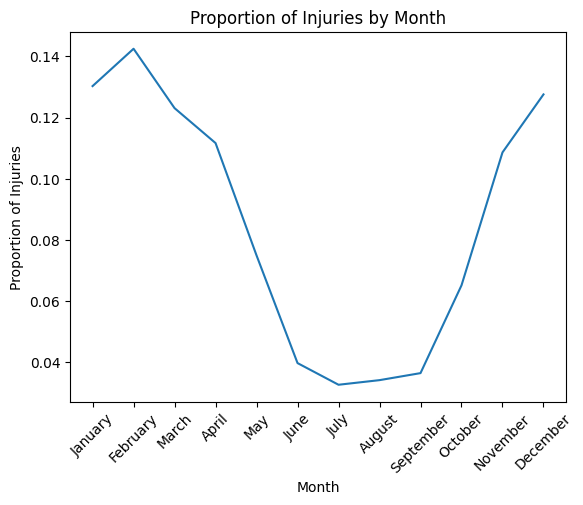 Proportion of Injuries by Month
Proportion of Injuries
0.14
0.12
0.10
0.08
0.06
0.04
January
February
March
April
May
June
July
August
September
October
November
December
Month